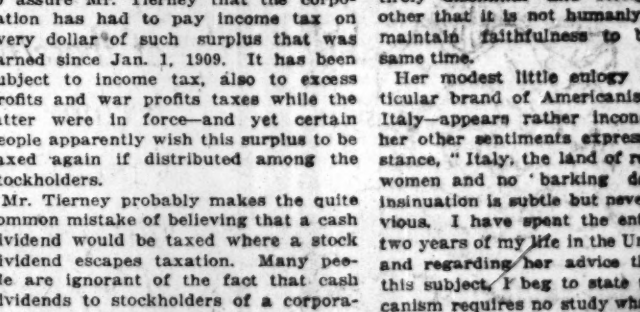 assure Mr. Tierney that the corpo-
ation has had to pay income tax on
very dollar of such surplus that was
arned since Jan. 1, 1909. It has been
ubject to income tax, also to excess
rofits and war profits taxes while the
atter were in force—and yet certain
eople apparently wish this surplus to be
axed again if distributed among the
tockholders.
Mr. Tierney probably makes the quite
ommon mistake of believing that a cash
ividend would be taxed where a stock
ividend escapes taxation. Many peo-
le are ignorant of the fact that cash
ividends to stockholders of a corpora-
other that it is not humanly
maintain faithfulness to b
same time.
Her modest little eulogy
ticular brand of Americanis
Italy—appears rather incon
her other sentiments expres
stance, "Italy, the land of r
women and no 'barking do
insinuation is subtle but neve
vious. I have spent the en
two years of my life in the Un
and regarding her advice th
this subject, I beg to state t
canism requires no study wha